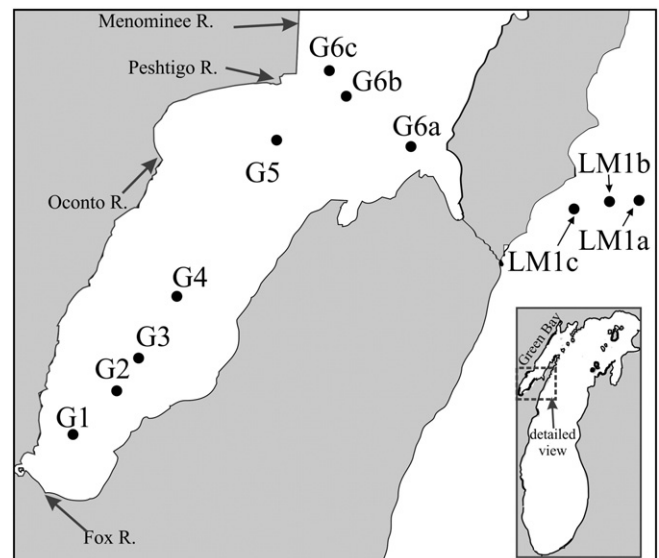 Menominee R.
G6c
Peshtigo R.
G6b
G6a
G5
LM1b
Oconto R.
LM1a
LM1c
G4
G3
G2
G1
Green Bay
detailed
view
Fox R.